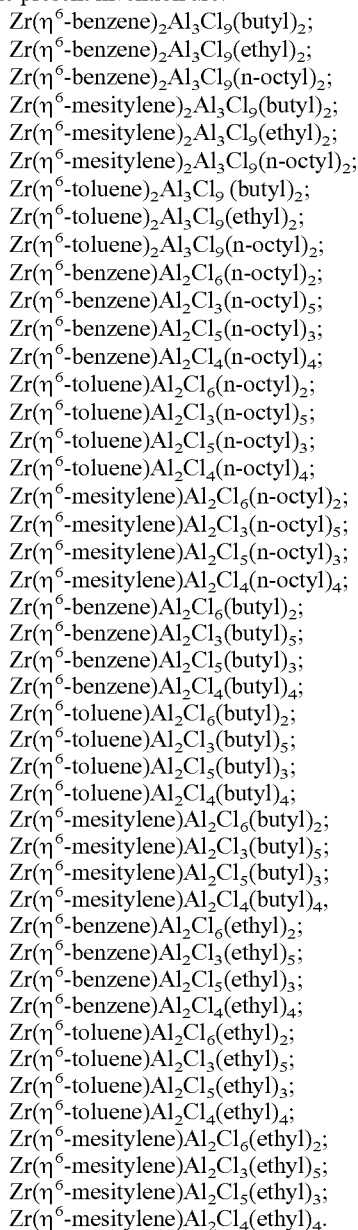 Zr(η⁶-benzene)₂Al₃Cl₉(butyl)₂;
Zr(η⁶-benzene)₂Al₃Cl₉(ethyl)₂;
Zr(η⁶-benzene)₂Al₃Cl₉(n-octyl)₂;
Zr(η⁶-mesitylene)₂Al₃Cl₉(butyl)₂;
Zr(η⁶-mesitylene)₂Al₃Cl₉(ethyl)₂;
Zr(η⁶-mesitylene)₂Al₃Cl₉(n-octyl)₂;
Zr(η⁶-toluene)₂Al₃Cl₉ (butyl)₂;
Zr(η⁶-toluene)₂Al₃Cl₉(ethyl)₂;
Zr(η⁶-toluene)₂Al₃Cl₉(n-octyl)₂;
Zr(η⁶-benzene)Al₂Cl₆(n-octyl)₂;
Zr(η⁶-benzene)Al₂Cl₃(n-octyl)₅;
Zr(η⁶-benzene)Al₂Cl₅(n-octyl)₃;
Zr(η⁶-benzene)Al₂Cl₄(n-octyl)₄;
Zr(η⁶-toluene)Al₂Cl₆(n-octyl)₂;
Zr(η⁶-toluene)Al₂Cl₃(n-octyl)₅;
Zr(η⁶-toluene)Al₂Cl₅(n-octyl)₃;
Zr(η⁶-toluene)Al₂Cl₄(n-octyl)₄;
Zr(η⁶-mesitylene)Al₂Cl₆(n-octyl)₂;
Zr(η⁶-mesitylene)Al₂Cl₃(n-octyl)₅;
Zr(η⁶-mesitylene)Al₂Cl₅(n-octyl)₃;
Zr(η⁶-mesitylene)Al₂Cl₄(n-octyl)₄;
Zr(η⁶-benzene)Al₂Cl₆(butyl)₂;
Zr(η⁶-benzene)Al₂Cl₃(butyl)₅;
Zr(η⁶-benzene)Al₂Cl₅(butyl)₃;
Zr(η⁶-benzene)Al₂Cl₄(butyl)₄;
Zr(η⁶-toluene)Al₂Cl₆(butyl)₂;
Zr(η⁶-toluene)Al₂Cl₃(butyl)₅;
Zr(η⁶-toluene)Al₂Cl₅(butyl)₃;
Zr(η⁶-toluene)Al₂Cl₄(butyl)₄;
Zr(η⁶-mesitylene)Al₂Cl₆(butyl)₂;
Zr(η⁶-mesitylene)Al₂Cl₃(butyl)₅;
Zr(η⁶-mesitylene)Al₂Cl₅(butyl)₃;
Zr(η⁶-mesitylene)Al₂Cl₄(butyl)₄,
Zr(η⁶-benzene)Al₂Cl₆(ethyl)₂;
Zr(η⁶-benzene)Al₂Cl₃(ethyl)₅;
Zr(η⁶-benzene)Al₂Cl₅(ethyl)₃;
Zr(η⁶-benzene)Al₂Cl₄(ethyl)₄;
Zr(η⁶-toluene)Al₂Cl₆(ethyl)₂;
Zr(η⁶-toluene)Al₂Cl₃(ethyl)₅;
Zr(η⁶-toluene)Al₂Cl₅(ethyl)₃;
Zr(η⁶-toluene)Al₂Cl₄(ethyl)₄;
Zr(η⁶-mesitylene)Al₂Cl₆(ethyl)₂;
Zr(η⁶-mesitylene)Al₂Cl₃(ethyl)₅;
Zr(η⁶-mesitylene)Al₂Cl₅(ethyl)₃;
Zr(η⁶-mesitylene)Al₂Cl₄(ethyl)₄.